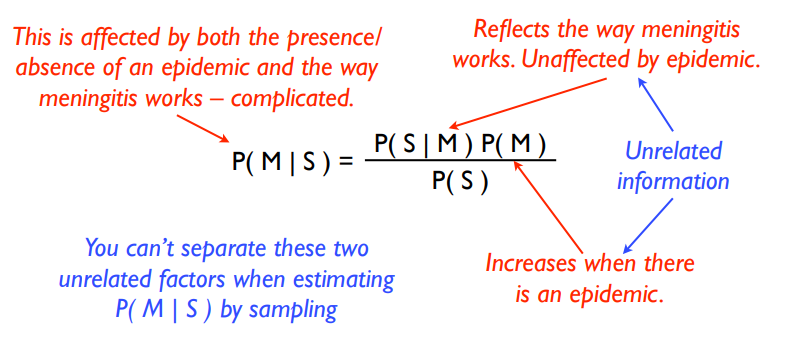 This is affected by both the presence/
absence of an epidemic and the way
meningitis works – complicated.
Reflects the way meningitis
works. Unaffected by epidemic.
P( M | S ) = P( S | M ) P( M )
P( S )
Unrelated
information
You can't separate these two
unrelated factors when estimating
P( M | S ) by sampling
Increases when there
is an epidemic.